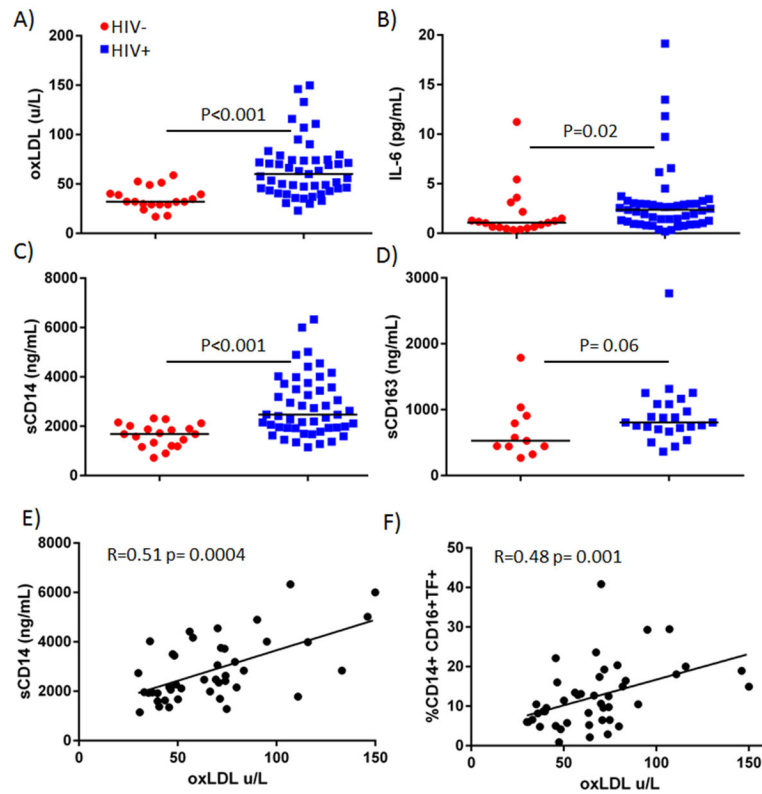 A)
HIV-
HIV+
oxLDL (u/L)
200
150
100
50
0
P<0.001
B)
IL-6 (pg/mL)
20
15
10
5
0
P=0.02
C)
sCD14 (ng/mL)
8000
6000
4000
2000
0
P<0.001
D)
sCD163 (ng/mL)
3000
2000
1000
0
P= 0.06
E)
R=0.51 p= 0.0004
sCD14 (ng/mL)
8000
6000
4000
2000
0
0 50 100 150
oxLDL u/L
F)
R=0.48 p= 0.001
%CD14+ CD16+TF+
50
40
30
20
10
0
0 50 100 150
oxLDL u/L